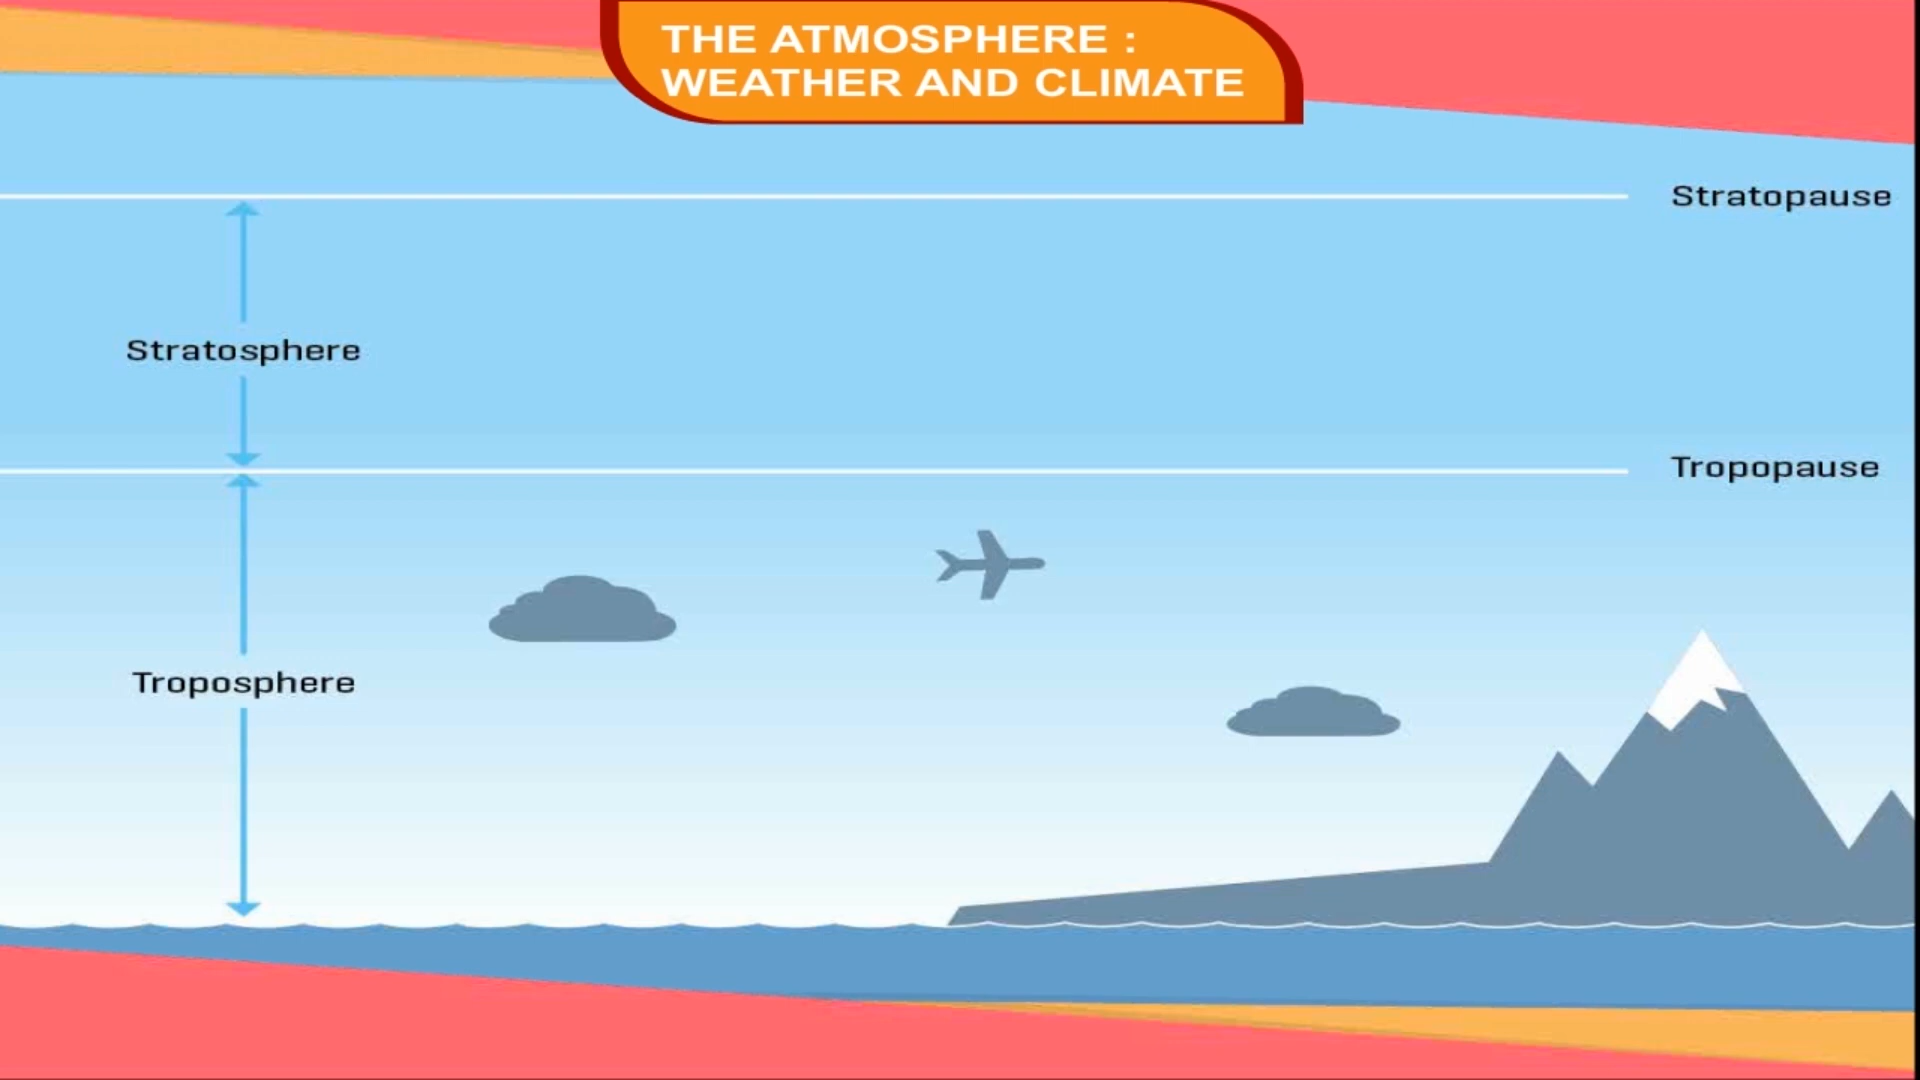 THE ATMOSPHERE :
WEATHER AND CLIMATE
Stratopause
Stratosphere
Tropopause
Troposphere